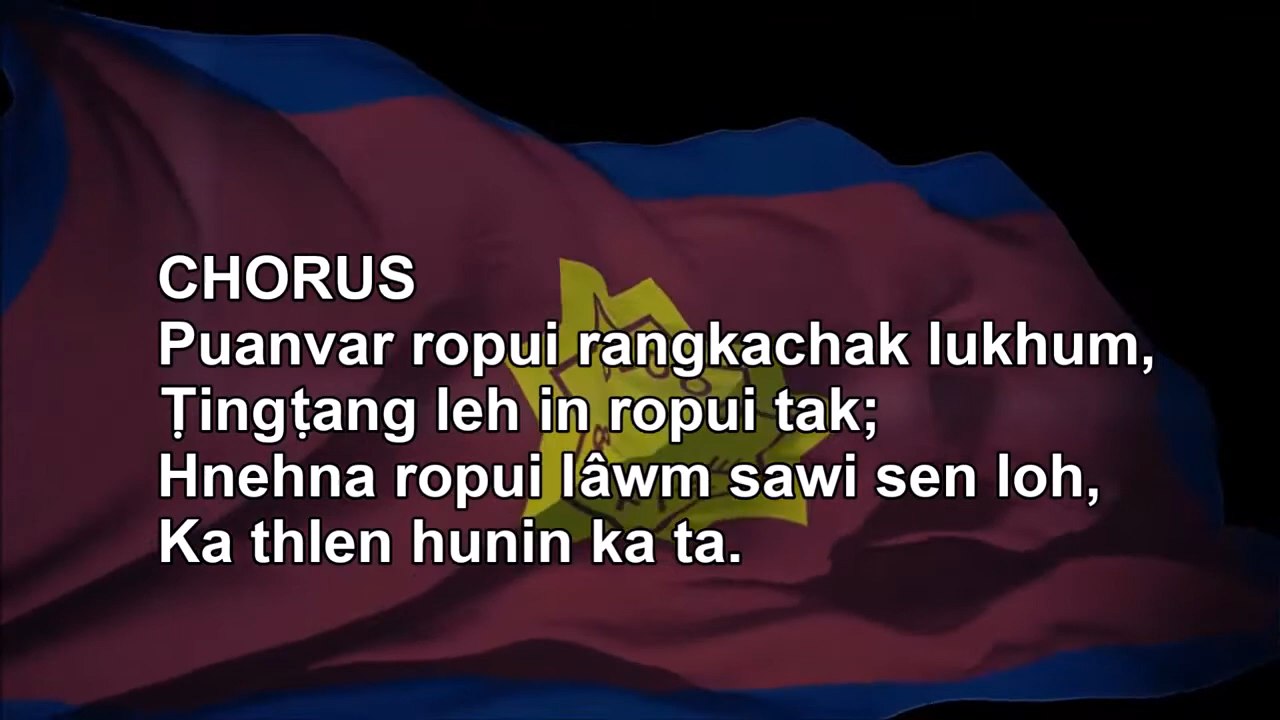 CHORUS
Puanvar ropui rangkachak lukhum,
Ṭingṭang leh in ropui tak;
Hnehna ropui lâwm sawi sen loh,
Ka thlen hunin ka ta.